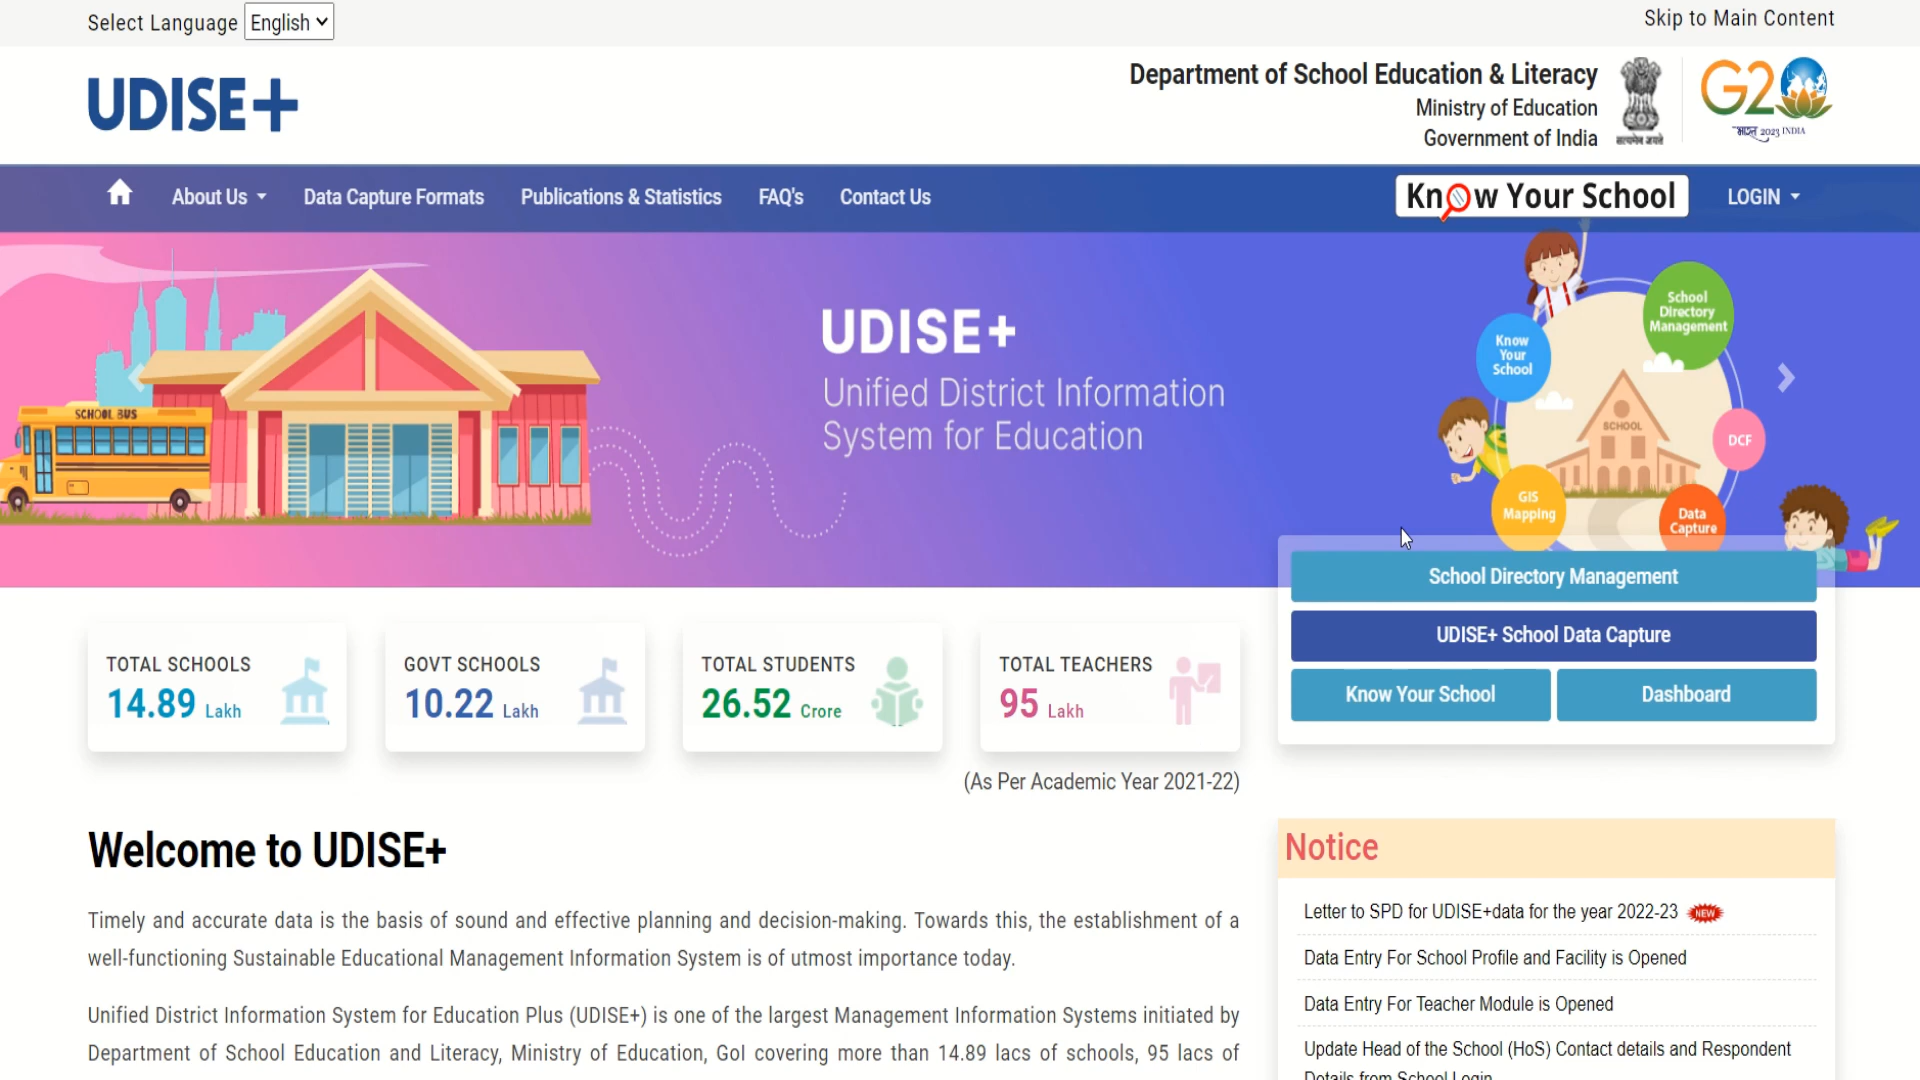 Select Language English
Skip to Main Content
UDISE+
Department of School Education & Literacy
Ministry of Education
Government of India
सत्यमेव जयते
G20
भारत 2023 INDIA
About Us
Data Capture Formats
Publications & Statistics
FAQ's
Contact Us
Know Your School
LOGIN
SCHOOL BUS
UDISE+
Unified District Information
System for Education
School
Directory
Management
Know
Your
School
SCHOOL
DCF
GIS
Mapping
Data
Capture
School Directory Management
UDISE+ School Data Capture
Know Your School
Dashboard
TOTAL SCHOOLS
14.89 Lakh
GOVT SCHOOLS
10.22 Lakh
TOTAL STUDENTS
26.52 Crore
TOTAL TEACHERS
95 Lakh
(As Per Academic Year 2021-22)
Welcome to UDISE+
Timely and accurate data is the basis of sound and effective planning and decision-making. Towards this, the establishment of a
well-functioning Sustainable Educational Management Information System is of utmost importance today.
Unified District Information System for Education Plus (UDISE+) is one of the largest Management Information Systems initiated by
Department of School Education and Literacy, Ministry of Education, GoI covering more than 14.89 lacs of schools, 95 lacs of
Notice
Letter to SPD for UDISE+data for the year 2022-23 NEW
Data Entry For School Profile and Facility is Opened
Data Entry For Teacher Module is Opened
Update Head of the School (HoS) Contact details and Respondent
Details from School Login